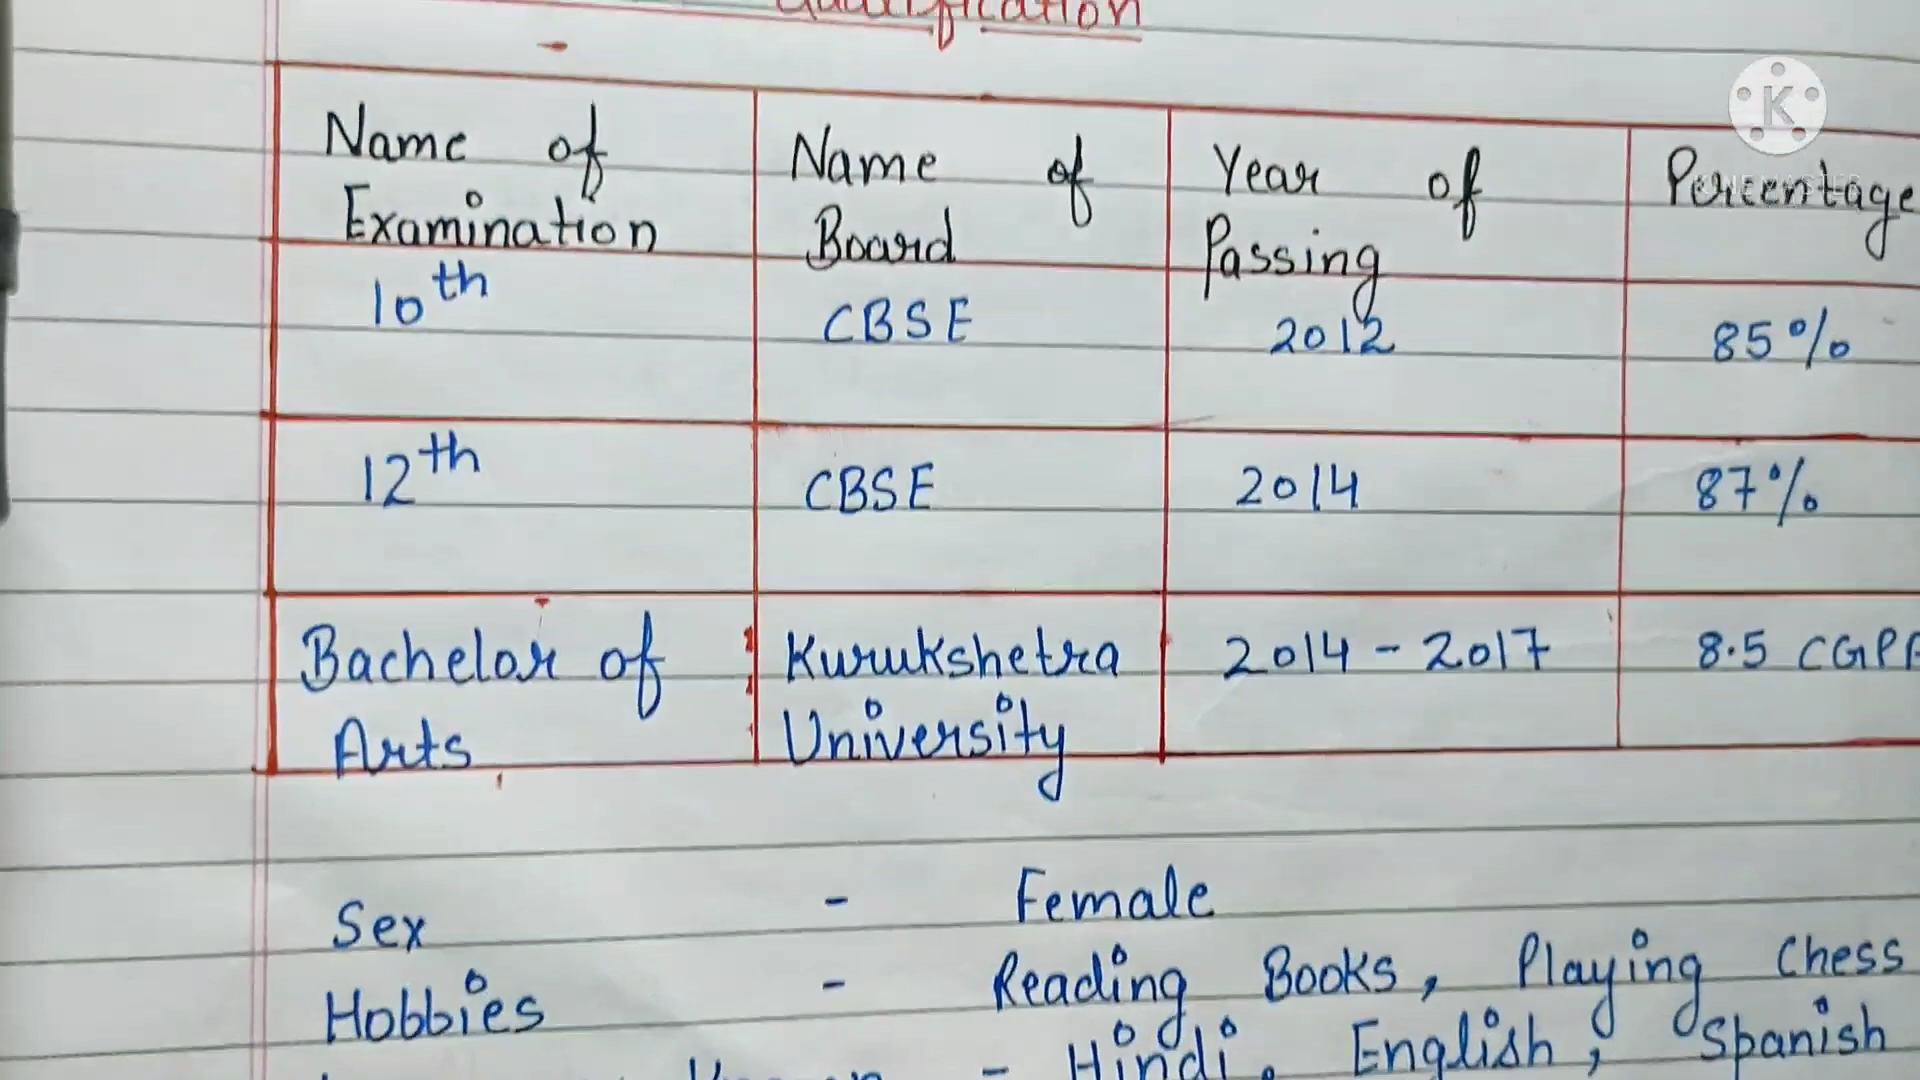 Qualification
Name of Name of Year of Percentage
Examination Board Passing
10th CBSE 2012 85%
12th CBSE 2014 87%
Bachelor of Kurukshetra 2014 - 2017 8.5 CGPA
Arts University
Sex - Female
Hobbies - Reading Books, Playing Chess
Known - Hindi, English, Spanish